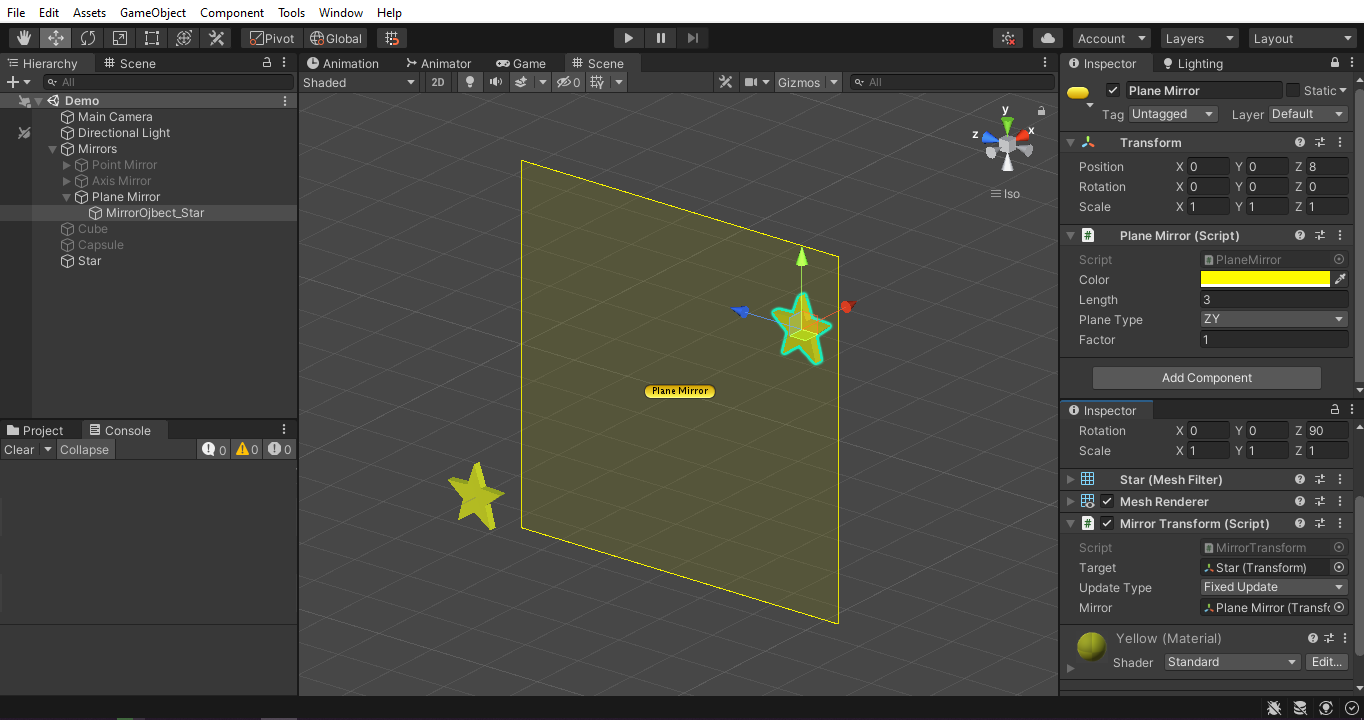 File Edit Assets GameObject Component Tools Window Help
Pivot Global Account Layers Layout
Hierarchy Scene
All
Demo
Main Camera
Directional Light
Mirrors
Point Mirror
Axis Mirror
Plane Mirror
MirrorOjbect_Star
Cube
Capsule
Star
Project Console
Clear Collapse 0 0 0
Animation Animator Game Scene
Shaded 2D 0 Gizmos All
y
z x
Iso
Plane Mirror
Inspector Lighting
Plane Mirror Static
Tag Untagged Layer Default
Transform
Position X 0 Y 0 Z 8
Rotation X 0 Y 0 Z 0
Scale X 1 Y 1 Z 1
# Plane Mirror (Script)
Script PlaneMirror
Color
Length 3
Plane Type ZY
Factor 1
Add Component
Inspector
Rotation X 0 Y 0 Z 90
Scale X 1 Y 1 Z 1
Star (Mesh Filter)
Mesh Renderer
# Mirror Transform (Script)
Script MirrorTransform
Target Star (Transform)
Update Type Fixed Update
Mirror Plane Mirror (Transfo
Yellow (Material)
Shader Standard Edit...